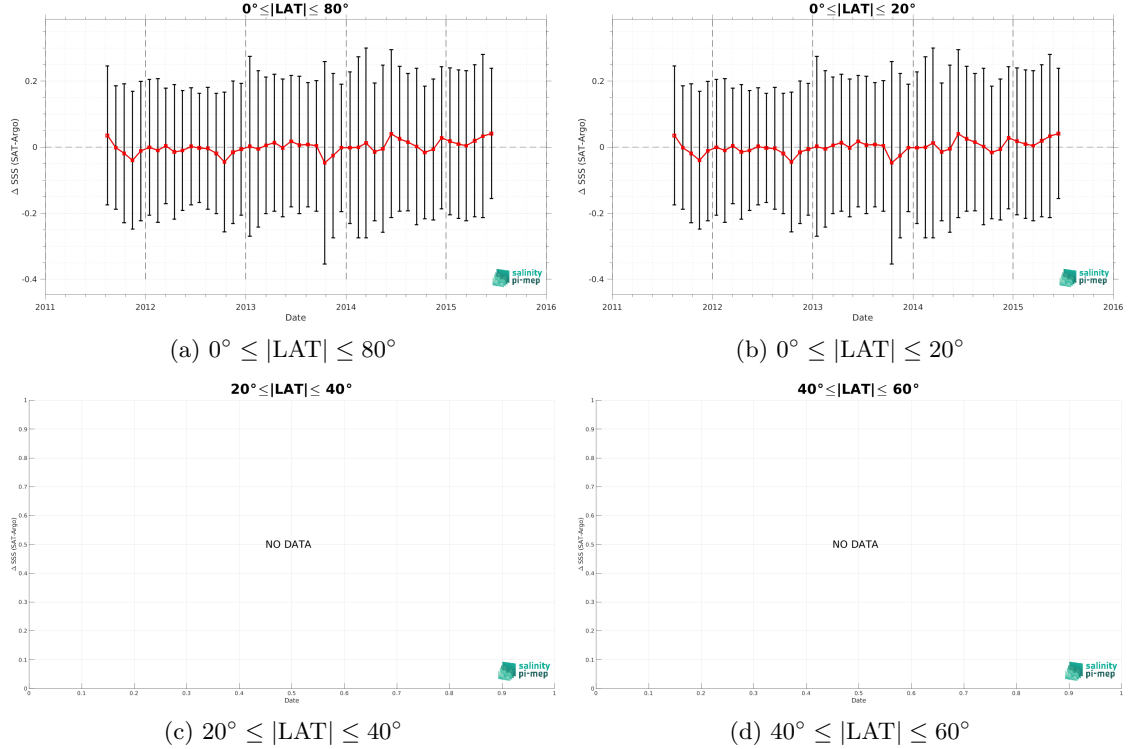 0°≤|LAT|≤ 80°
Δ SSS (SAT-Argo)
0.2
0
-0.2
-0.4
2011 2012 2013 2014 2015 2016
Date
salinity
pi-mep
(a) 0° ≤ |LAT| ≤ 80°
0°≤|LAT|≤ 20°
Δ SSS (SAT-Argo)
0.2
0
-0.2
-0.4
2011 2012 2013 2014 2015 2016
Date
salinity
pi-mep
(b) 0° ≤ |LAT| ≤ 20°
20°≤|LAT|≤ 40°
Δ SSS (SAT-Argo)
1
0.9
0.8
0.7
0.6
0.5
0.4
0.3
0.2
0.1
0
NO DATA
0 0.1 0.2 0.3 0.4 0.5 0.6 0.7 0.8 0.9 1
Date
salinity
pi-mep
(c) 20° ≤ |LAT| ≤ 40°
40°≤|LAT|≤ 60°
Δ SSS (SAT-Argo)
1
0.9
0.8
0.7
0.6
0.5
0.4
0.3
0.2
0.1
0
NO DATA
0 0.1 0.2 0.3 0.4 0.5 0.6 0.7 0.8 0.9 1
Date
salinity
pi-mep
(d) 40° ≤ |LAT| ≤ 60°